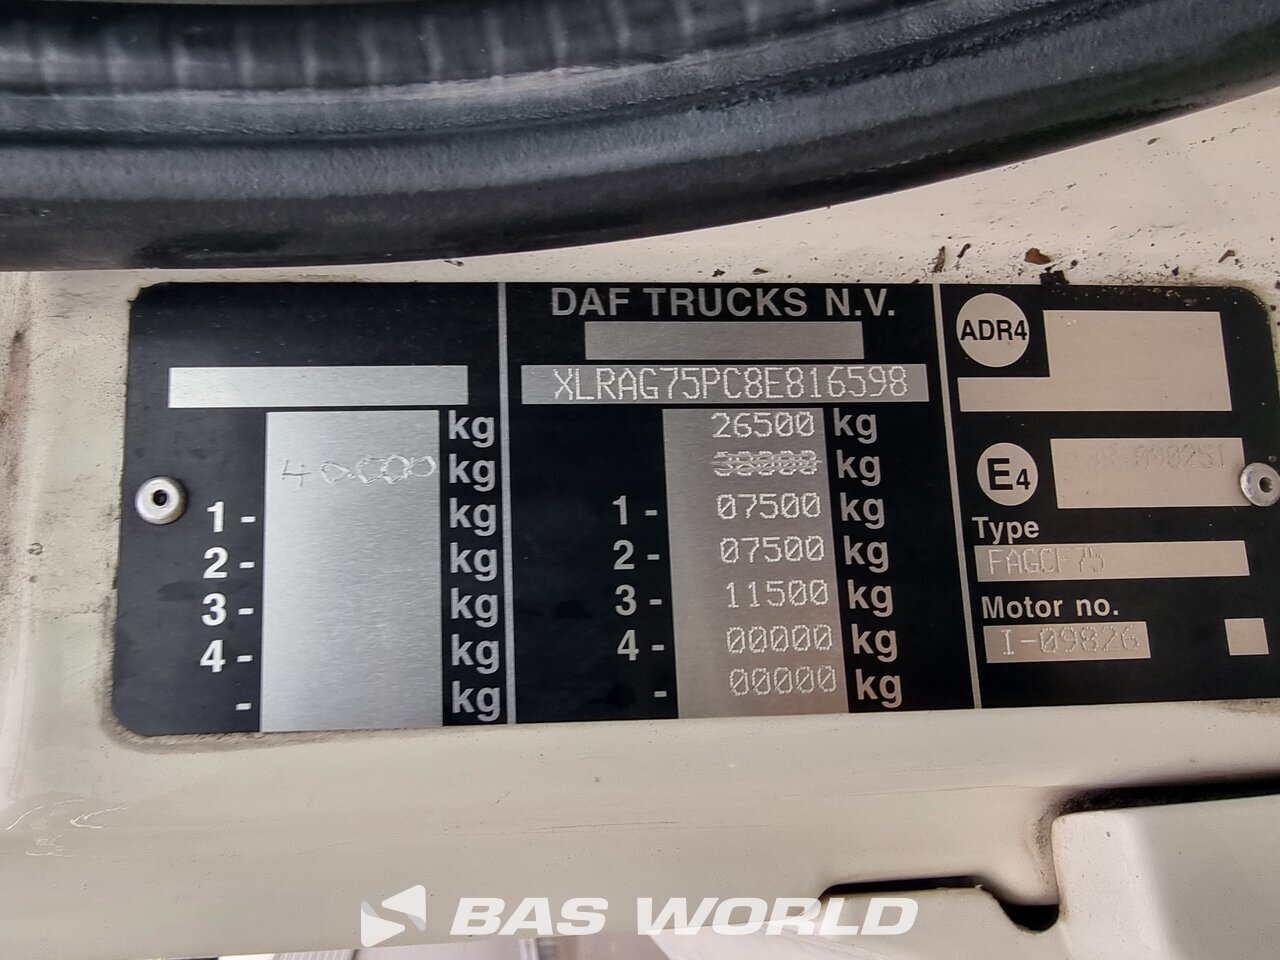 DAF TRUCKS N.V.
XLRAG75PC8E816598
kg
40.000 kg
1 - kg
2 - kg
3 - kg
4 - kg
- kg
26500 kg
kg
1 - 07500 kg
2 - 07500 kg
3 - 11500 kg
4 - 00000 kg
- 00000 kg
ADR4
E4
Type
FAGCF75
Motor no.
I-09826
BAS WORLD